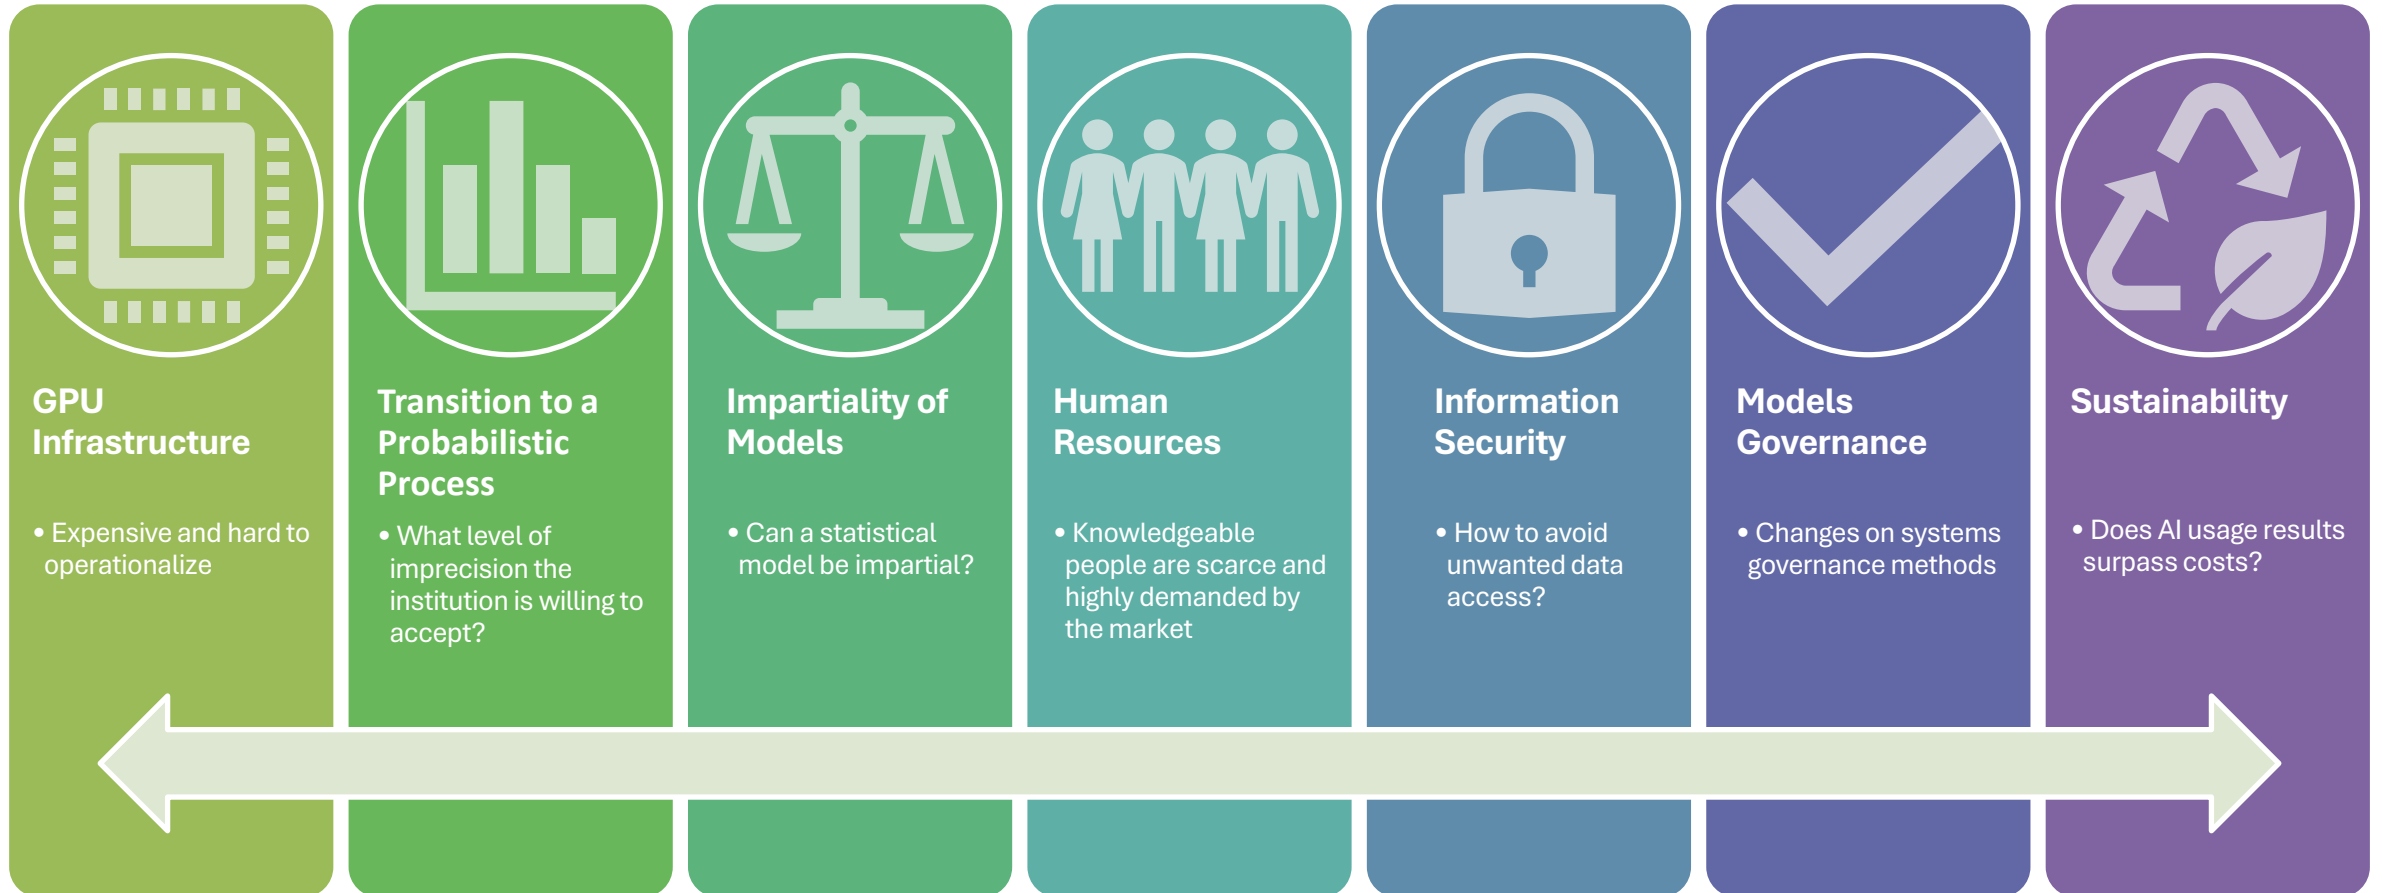 GPU
Infrastructure
• Expensive and hard to
operationalize
Transition to a
Probabilistic
Process
• What level of
imprecision the
institution is willing to
accept?
Impartiality of
Models
• Can a statistical
model be impartial?
Human
Resources
• Knowledgeable
people are scarce and
highly demanded by
the market
Information
Security
• How to avoid
unwanted data
access?
Models
Governance
• Changes on systems
governance methods
Sustainability
• Does AI usage results
surpass costs?